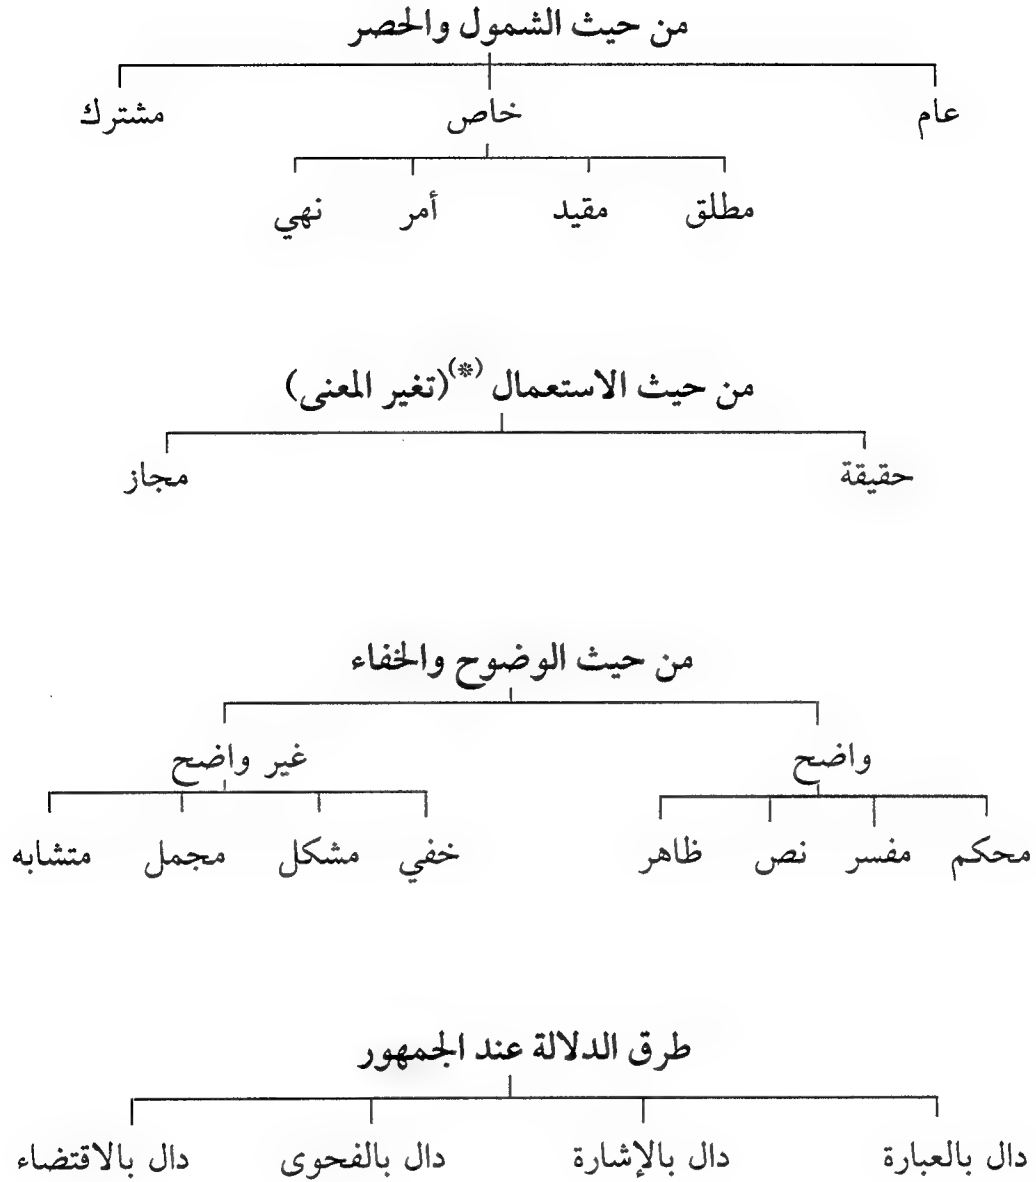 من حيث الشمول والحصر
عام خاص مشترك
مطلق مقيد أمر نهي
من حيث الاستعمال (*)(تغير المعنى)
حقيقة مجاز
من حيث الوضوح والخفاء
واضح غير واضح
محكم مفسر نص ظاهر خفي مشكل مجمل متشابه
طرق الدلالة عند الجمهور
دال بالعبارة دال بالإشارة دال بالفحوى دال بالاقتضاء